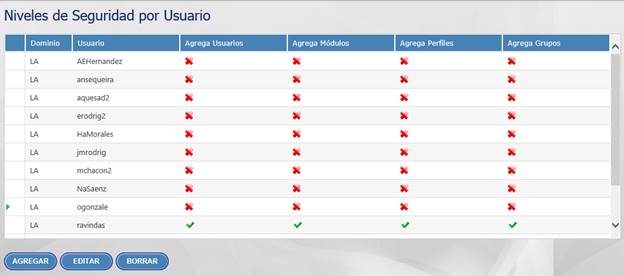 Niveles de Seguridad por Usuario
Dominio Usuario Agrega Usuarios Agrega Módulos Agrega Perfiles Agrega Grupos
LA AEHernandez
LA ansequeira
LA aquesad2
LA erodrig2
LA HaMorales
LA jmrodrig
LA mchacon2
LA NaSaenz
LA ogonzale
LA ravindas
AGREGAR EDITAR BORRAR